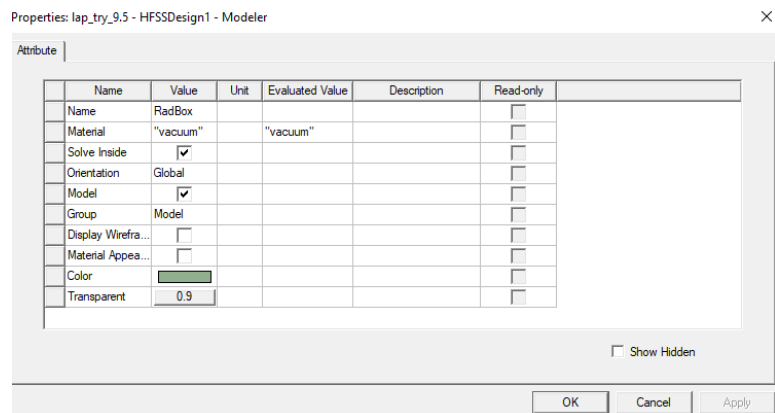 Properties: lap_try_9.5 - HFSSDesign1 - Modeler
Attribute
Name Value Unit Evaluated Value Description Read-only
Name RadBox
Material "vacuum" "vacuum"
Solve Inside
Orientation Global
Model
Group Model
Display Wirefra...
Material Appea...
Color
Transparent 0.9
Show Hidden
OK Cancel Apply